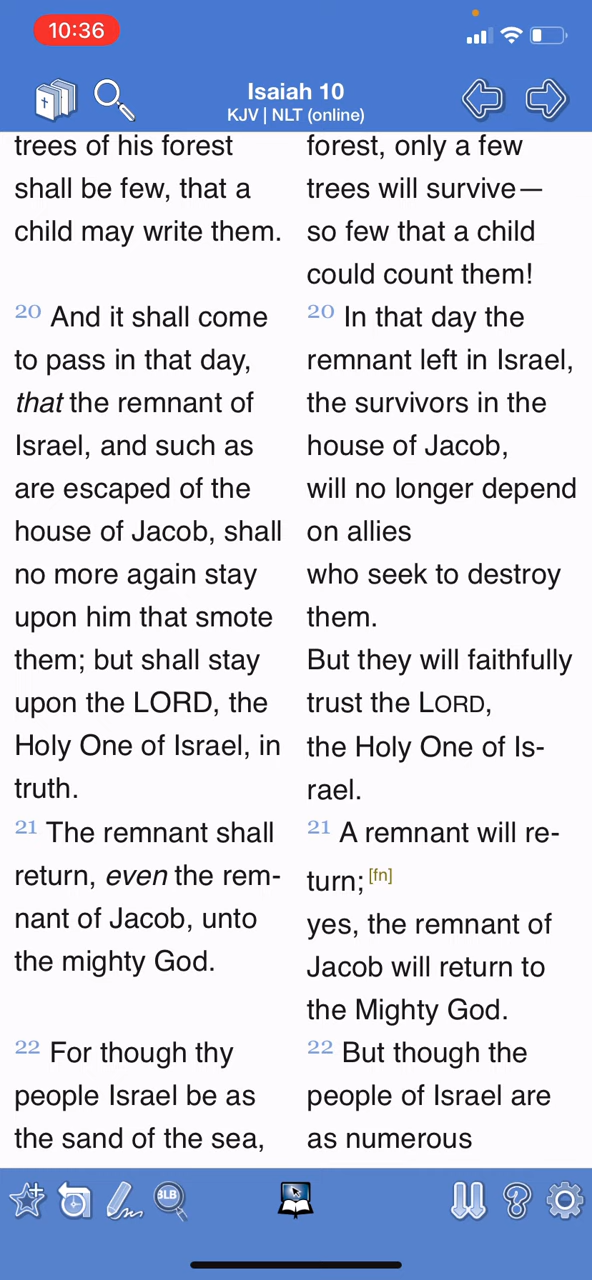 10:36
Isaiah 10
KJV | NLT (online)
trees of his forest
shall be few, that a
child may write them.
20 And it shall come
to pass in that day,
that the remnant of
Israel, and such as
are escaped of the
house of Jacob, shall
no more again stay
upon him that smote
them; but shall stay
upon the LORD, the
Holy One of Israel, in
truth.
21 The remnant shall
return, even the rem-
nant of Jacob, unto
the mighty God.
22 For though thy
people Israel be as
the sand of the sea,
forest, only a few
trees will survive—
so few that a child
could count them!
20 In that day the
remnant left in Israel,
the survivors in the
house of Jacob,
will no longer depend
on allies
who seek to destroy
them.
But they will faithfully
trust the LORD,
the Holy One of Is-
rael.
21 A remnant will re-
turn;[fn]
yes, the remnant of
Jacob will return to
the Mighty God.
22 But though the
people of Israel are
as numerous
BLB